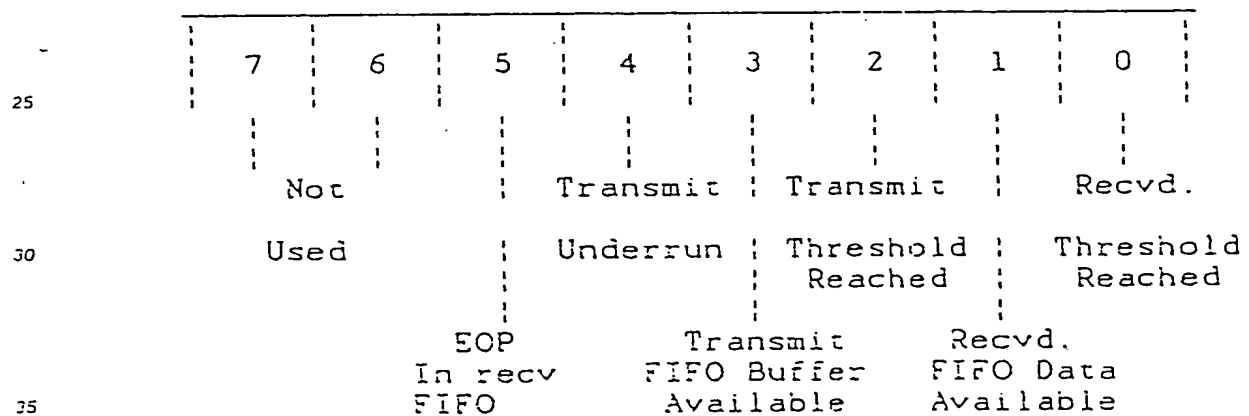 7 6 5 4 3 2 1 0
25
Not Transmit Transmit Recvd.
30 Used Underrun Threshold Threshold
Reached Reached
EOP Transmit Recvd.
In recv FIFO Buffer FIFO Data
35 FIFO Available Available